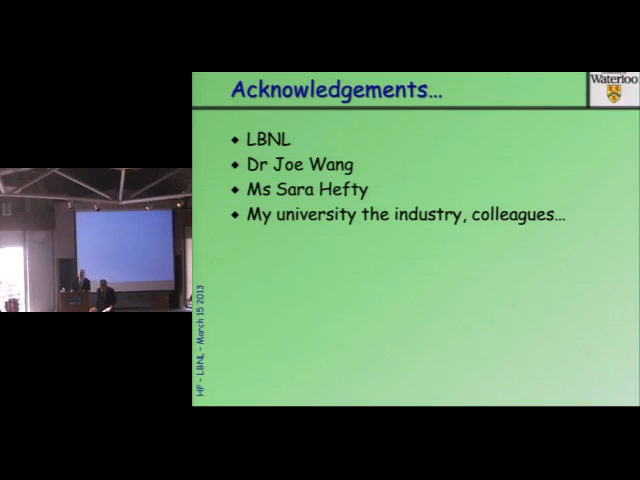 Acknowledgements…
Waterloo
LBNL
Dr Joe Wang
Ms Sara Hefty
My university the industry, colleagues…
HF - LBNL - March 15 2013